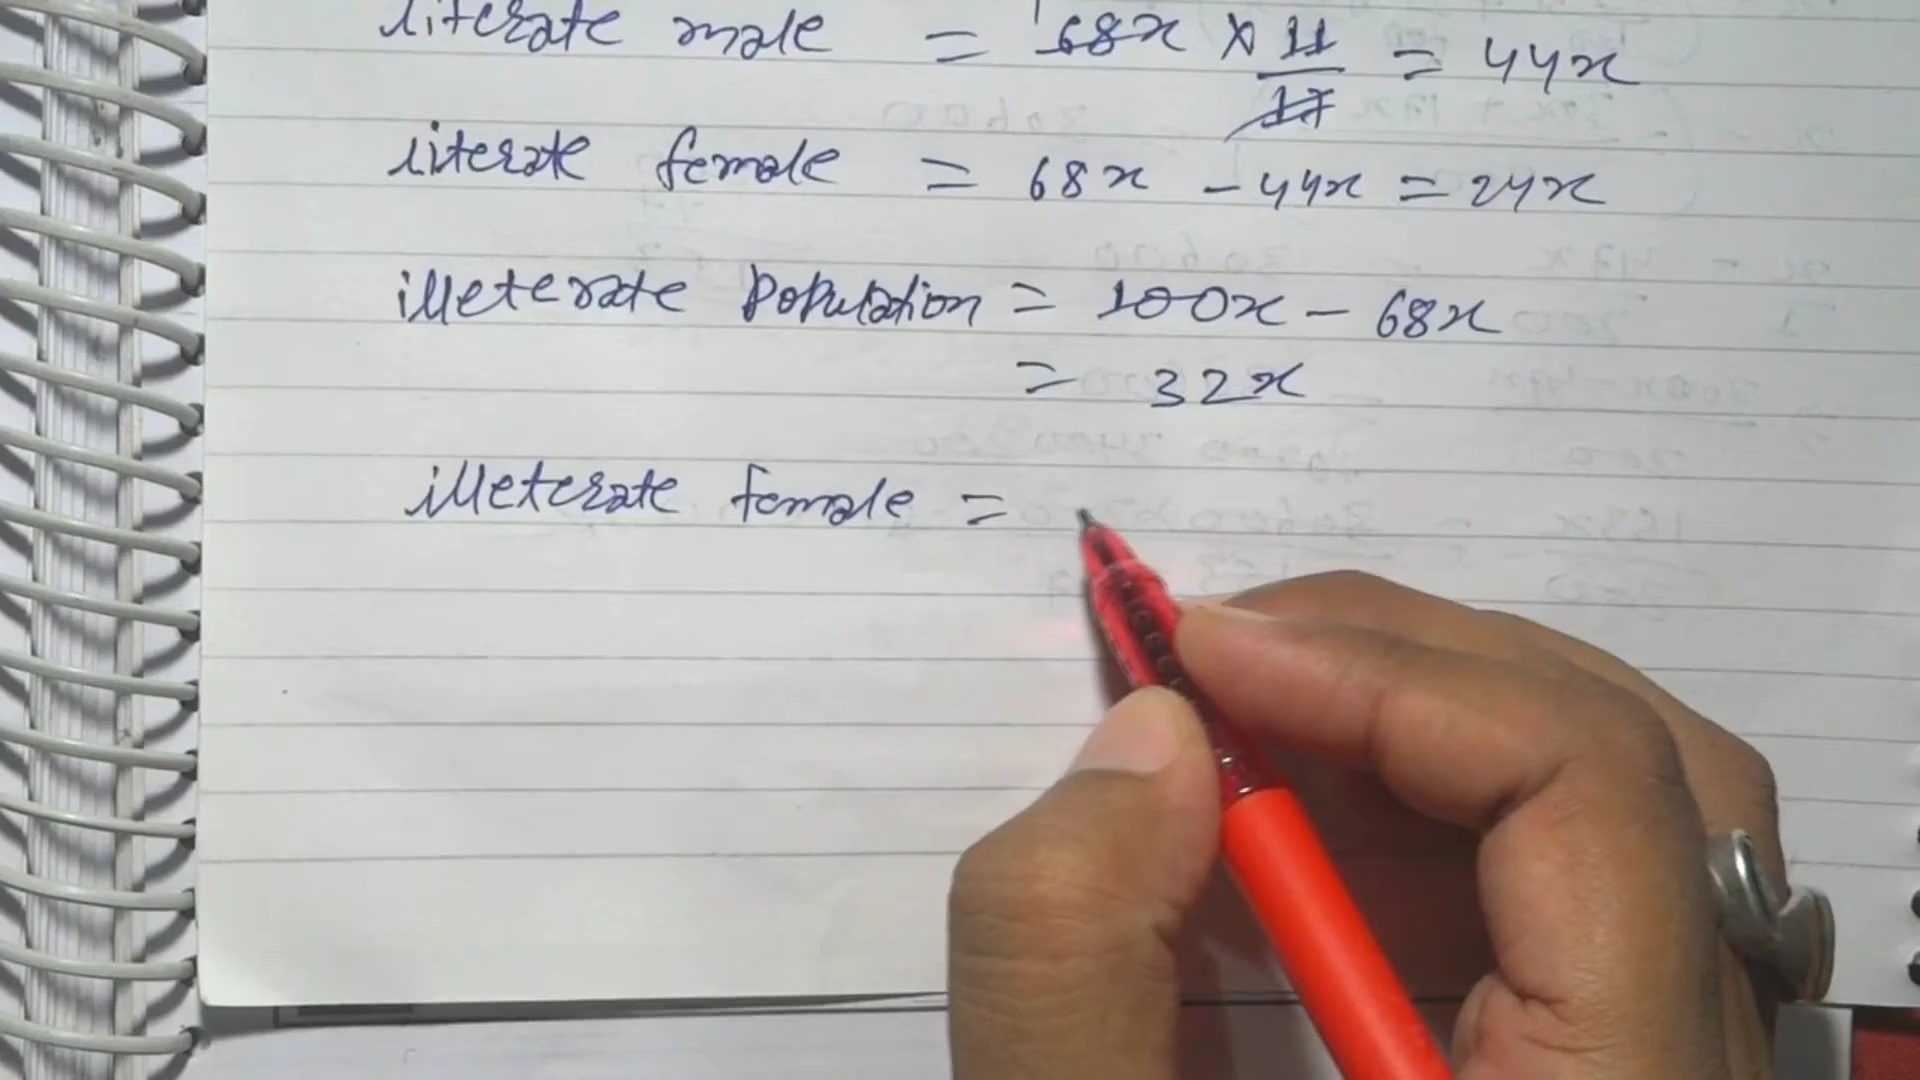 literate male = 68x × 11/17 = 44x
literate female = 68x - 44x = 24x
illeterate Population = 100x - 68x
= 32x
illeterate female =